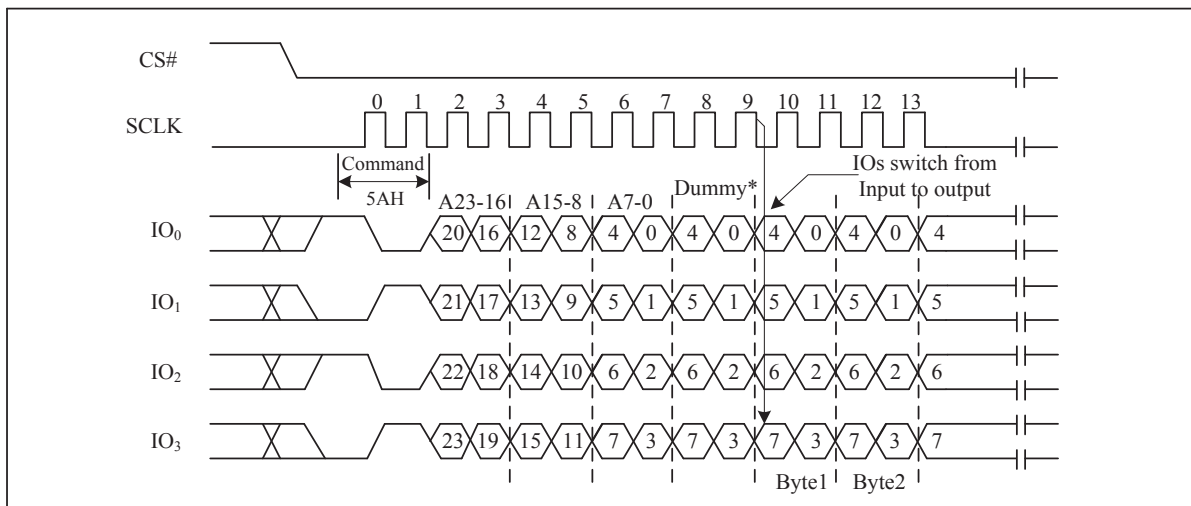 CS#
0 1 2 3 4 5 6 7 8 9 10 11 12 13
SCLK
Command
5AH
IOs switch from
Input to output
Dummy*
A23-16 A15-8 A7-0
IO0 20 16 12 8 4 0 4 0 4 0 4 0 4
IO1 21 17 13 9 5 1 5 1 5 1 5 1 5
IO2 22 18 14 10 6 2 6 2 6 2 6 2 6
IO3 23 19 15 11 7 3 7 3 7 3 7 3 7
Byte1 Byte2